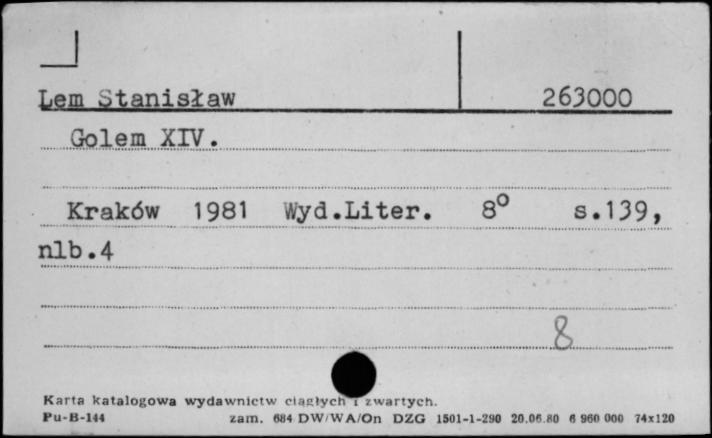 Lem Stanisław 263000
Golem XIV.
Kraków 1981 Wyd.Liter. 8° s.139,
nlb.4
8
Karta katalogowa wydawnictw ciągłych i zwartych.
Pu-B-144 zam. 684 DW/WA/On DZG 1501-1-290 20.06.80 6 960 000 74x120